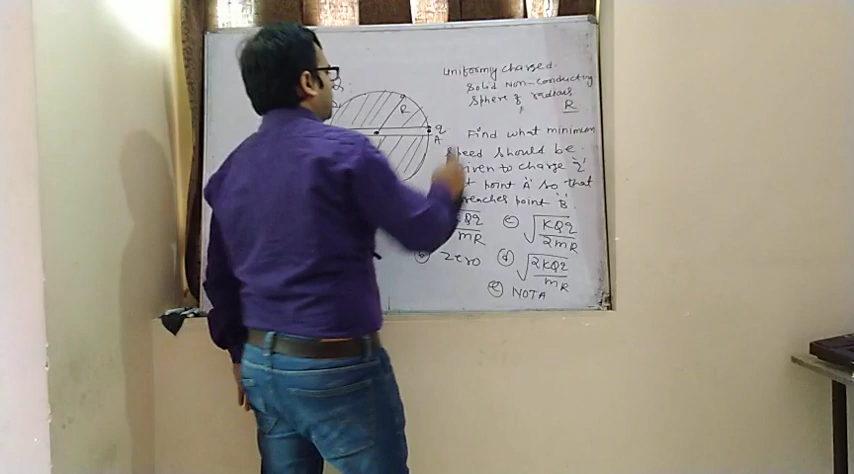 Q
R
q
A
Uniformly charged
Solid non-conducting
sphere of radius
R
Find what minimum
speed should be
given to charge 'q'
point 'A' so that
reaches point 'B'
KQq
mR
c √KQq
2mR
Zero
d √2KQq
mR
e NOTA